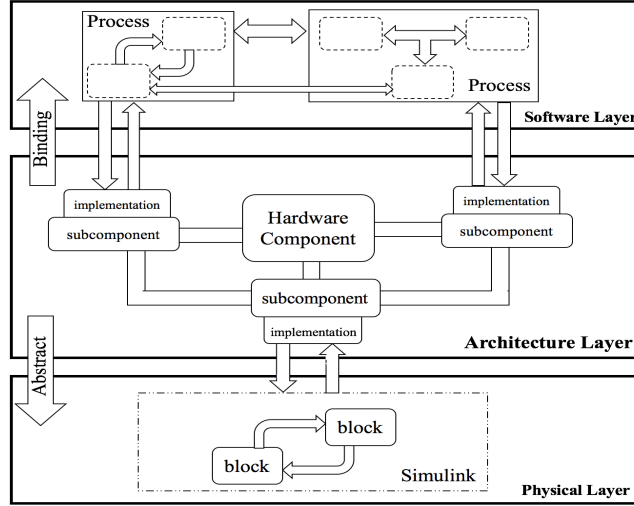 Process
Process
Software Layer
Binding
implementation
subcomponent
Hardware
Component
implementation
subcomponent
subcomponent
implementation
Architecture Layer
Abstract
block
block
Simulink
Physical Layer